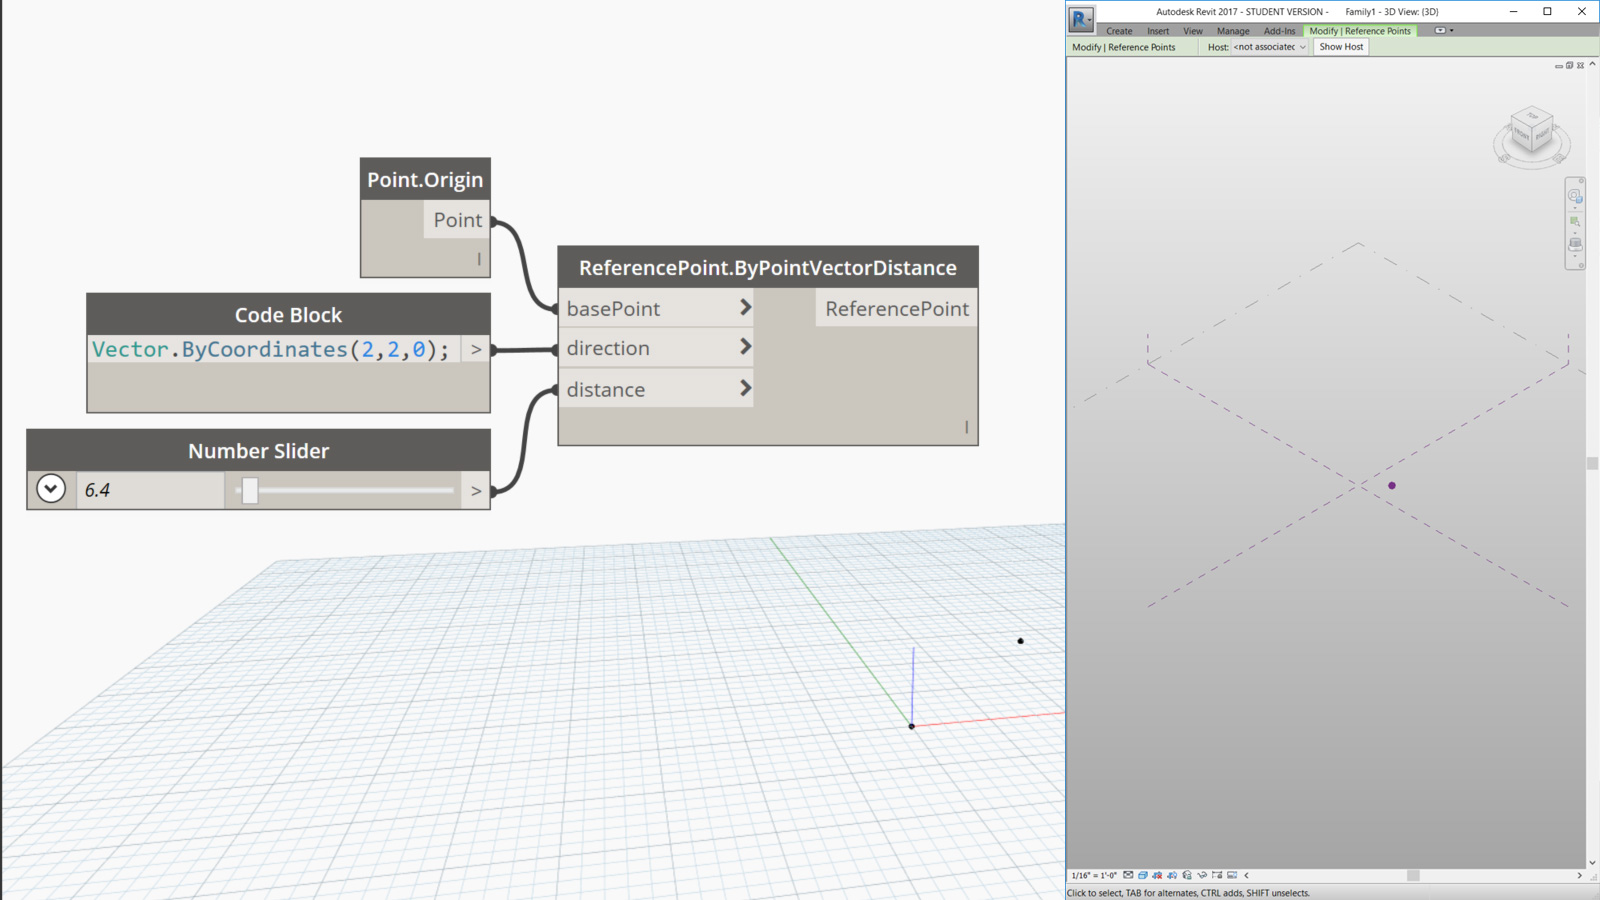 Point.Origin
Point
l
Code Block
Vector.ByCoordinates(2,2,0);
>
Number Slider
6.4
>
ReferencePoint.ByPointVectorDistance
basePoint
ReferencePoint
direction
distance
l
Autodesk Revit 2017 - STUDENT VERSION - Family1 - 3D View: {3D}
R
Create Insert View Manage Add-Ins Modify | Reference Points
Modify | Reference Points Host: <not associatec Show Host
TOP
FRONT RIGHT
1/16" = 1'-0"
Click to select, TAB for alternates, CTRL adds, SHIFT unselects.